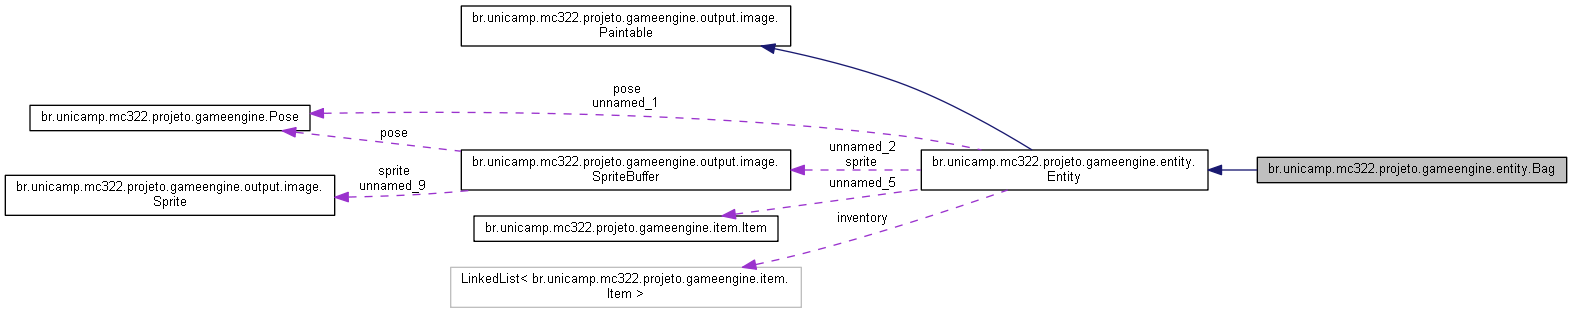 br.unicamp.mc322.projeto.gameengine.output.image.
Paintable
pose
unnamed_1
br.unicamp.mc322.projeto.gameengine.Pose
pose
unnamed_2
sprite
br.unicamp.mc322.projeto.gameengine.output.image.
SpriteBuffer
br.unicamp.mc322.projeto.gameengine.entity.
Entity
br.unicamp.mc322.projeto.gameengine.entity.Bag
sprite
unnamed_9
br.unicamp.mc322.projeto.gameengine.output.image.
Sprite
unnamed_5
inventory
br.unicamp.mc322.projeto.gameengine.item.Item
LinkedList< br.unicamp.mc322.projeto.gameengine.item.
Item >